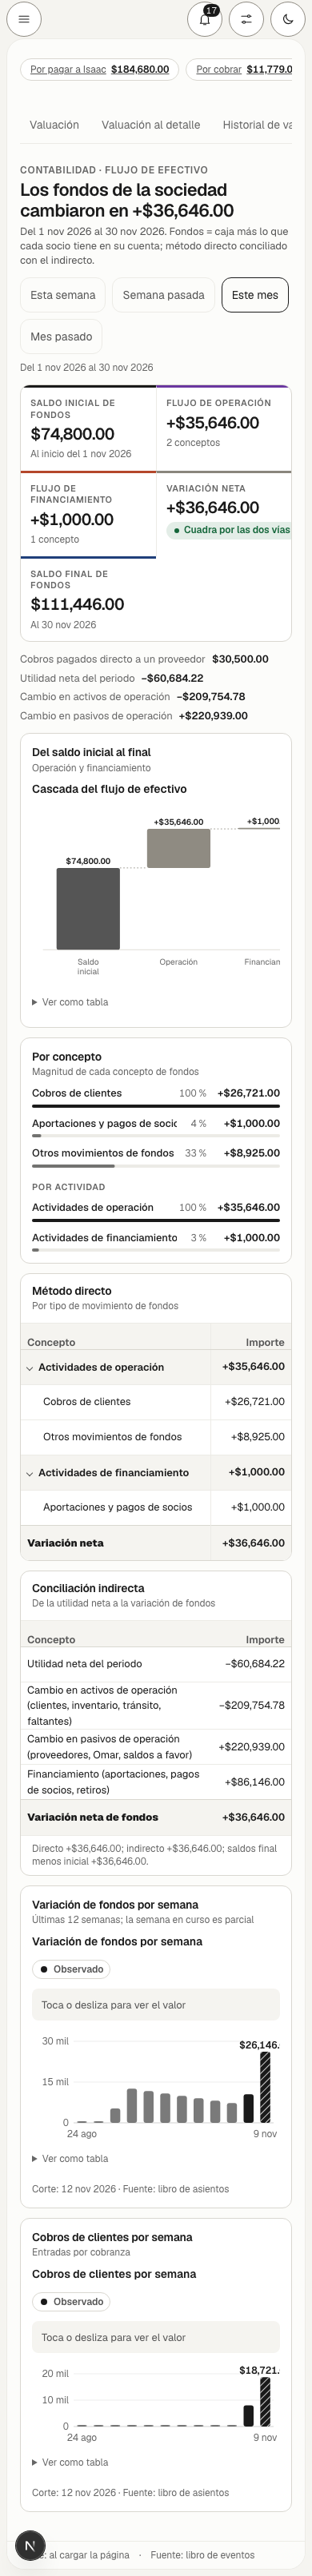 17
Por pagar a Isaac $184,680.00 Por cobrar $11,779.0
Valuación Valuación al detalle Historial de va
CONTABILIDAD · FLUJO DE EFECTIVO
Los fondos de la sociedad
cambiaron en +$36,646.00
Del 1 nov 2026 al 30 nov 2026. Fondos = caja más lo que
cada socio tiene en su cuenta; método directo conciliado
con el indirecto.
Esta semana Semana pasada Este mes
Mes pasado
Del 1 nov 2026 al 30 nov 2026
SALDO INICIAL DE
FONDOS
$74,800.00
Al inicio del 1 nov 2026
FLUJO DE OPERACIÓN
+$35,646.00
2 conceptos
FLUJO DE
FINANCIAMIENTO
+$1,000.00
1 concepto
VARIACIÓN NETA
+$36,646.00
Cuadra por las dos vías
SALDO FINAL DE
FONDOS
$111,446.00
Al 30 nov 2026
Cobros pagados directo a un proveedor $30,500.00
Utilidad neta del periodo −$60,684.22
Cambio en activos de operación −$209,754.78
Cambio en pasivos de operación +$220,939.00
Del saldo inicial al final
Operación y financiamiento
Cascada del flujo de efectivo
+$35,646.00 +$1,000
$74,800.00
Saldo
inicial
Operación
Financian
Ver como tabla
Por concepto
Magnitud de cada concepto de fondos
Cobros de clientes 100 % +$26,721.00
Aportaciones y pagos de socic 4 % +$1,000.00
Otros movimientos de fondos 33 % +$8,925.00
POR ACTIVIDAD
Actividades de operación 100 % +$35,646.00
Actividades de financiamiento 3 % +$1,000.00
Método directo
Por tipo de movimiento de fondos
Concepto Importe
Actividades de operación +$35,646.00
Cobros de clientes +$26,721.00
Otros movimientos de fondos +$8,925.00
Actividades de financiamiento +$1,000.00
Aportaciones y pagos de socios +$1,000.00
Variación neta +$36,646.00
Conciliación indirecta
De la utilidad neta a la variación de fondos
Concepto Importe
Utilidad neta del periodo −$60,684.22
Cambio en activos de operación
(clientes, inventario, tránsito,
faltantes)
−$209,754.78
Cambio en pasivos de operación
(proveedores, Omar, saldos a favor)
+$220,939.00
Financiamiento (aportaciones, pagos
de socios, retiros)
+$86,146.00
Variación neta de fondos +$36,646.00
Directo +$36,646.00; indirecto +$36,646.00; saldos final
menos inicial +$36,646.00.
Variación de fondos por semana
Últimas 12 semanas; la semana en curso es parcial
Variación de fondos por semana
Observado
Toca o desliza para ver el valor
30 mil
$26,146.
15 mil
0
24 ago 9 nov
Ver como tabla
Corte: 12 nov 2026 · Fuente: libro de asientos
Cobros de clientes por semana
Entradas por cobranza
Cobros de clientes por semana
Observado
Toca o desliza para ver el valor
20 mil
$18,721.
10 mil
0
24 ago 9 nov
Ver como tabla
Corte: 12 nov 2026 · Fuente: libro de asientos
N
al cargar la página · Fuente: libro de eventos